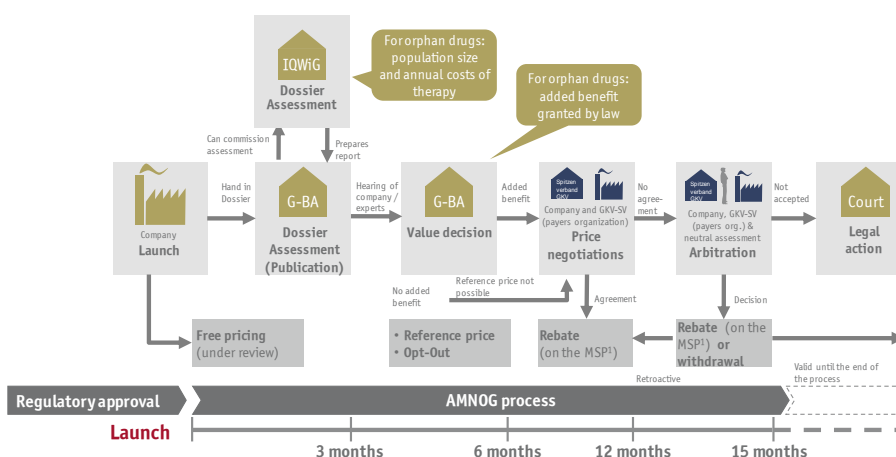 IQWiG
Dossier
Assessment
For orphan drugs:
population size
and annual costs of
therapy
For orphan drugs:
added benefit
granted by law
Can commission
assessment
Prepares
report
Company
Launch
Hand in
Dossier
G-BA
Dossier
Assessment
(Publication)
Hearing of
company /
experts
G-BA
Value decision
Added
benefit
Spitzen
verband
GKV
Company and GKV-SV
(payers organization)
Price
negotiations
No
agree-
ment
Spitzen
verband
GKV
Company, GKV-SV
(payers org.) &
neutral assessment
Arbitration
Not
accepted
Court
Legal
action
No added
benefit
Reference price not
possible
Agreement
Decision
Free pricing
(under review)
• Reference price
• Opt-Out
Rebate
(on the MSP¹)
Rebate (on the
MSP¹) or
withdrawal
Retroactive
Valid until the end of
the process
Regulatory approval
AMNOG process
Launch
3 months
6 months
12 months
15 months